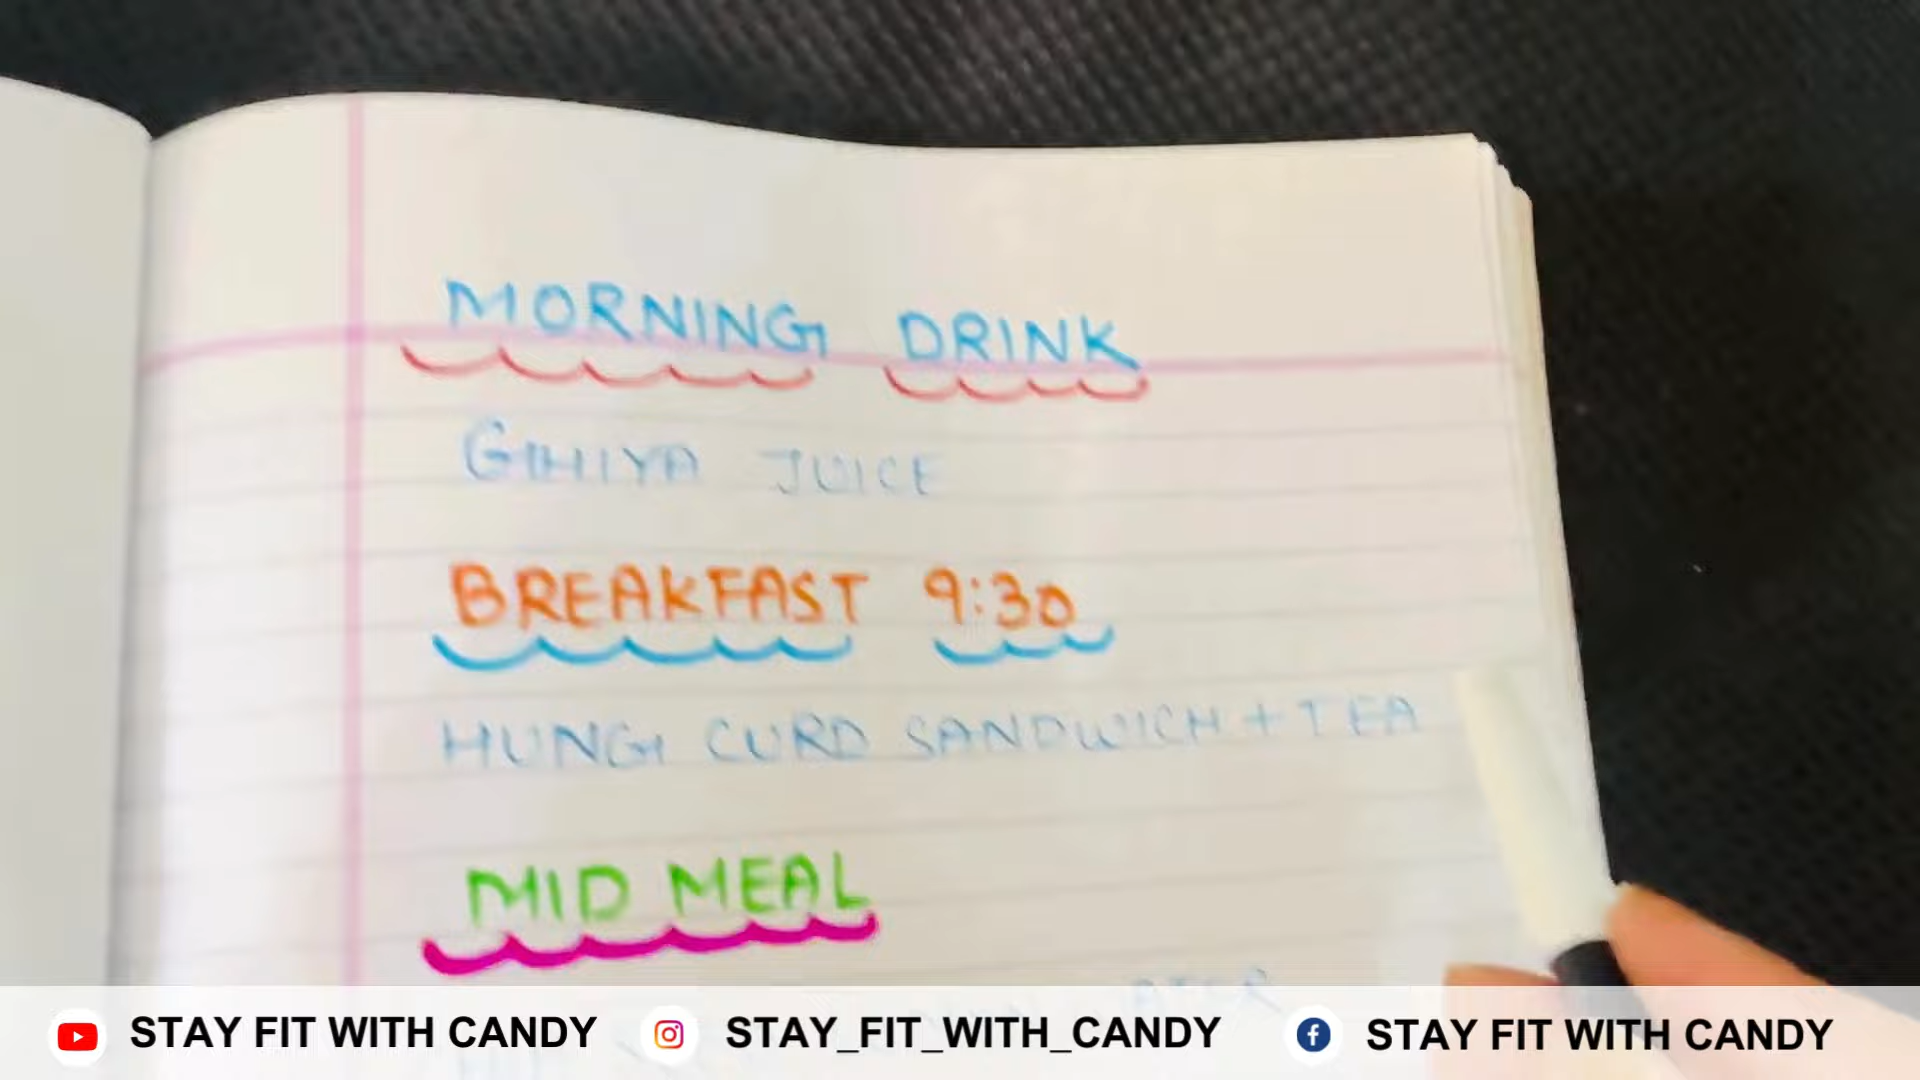 MORNING DRINK
GHIYA JUICE
BREAKFAST 9:30
HUNG CURD SANDWICH + TEA
MID MEAL
STAY FIT WITH CANDY
STAY_FIT_WITH_CANDY
STAY FIT WITH CANDY